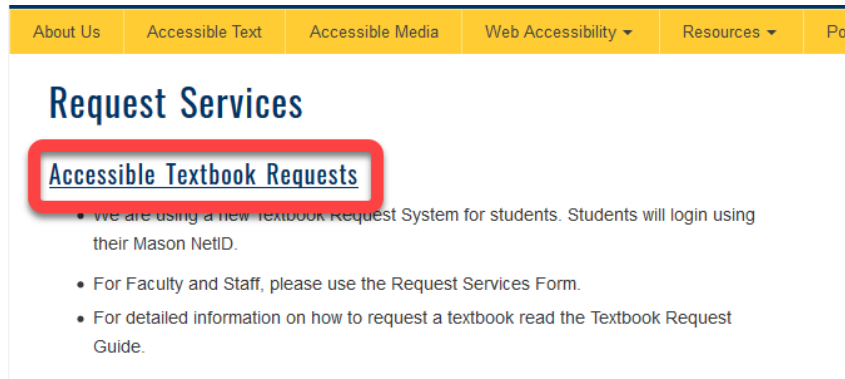 About Us Accessible Text Accessible Media Web Accessibility Resources Po
Request Services
Accessible Textbook Requests
We are using a new Textbook Request System for students. Students will login using
their Mason NetID.
For Faculty and Staff, please use the Request Services Form.
For detailed information on how to request a textbook read the Textbook Request
Guide.